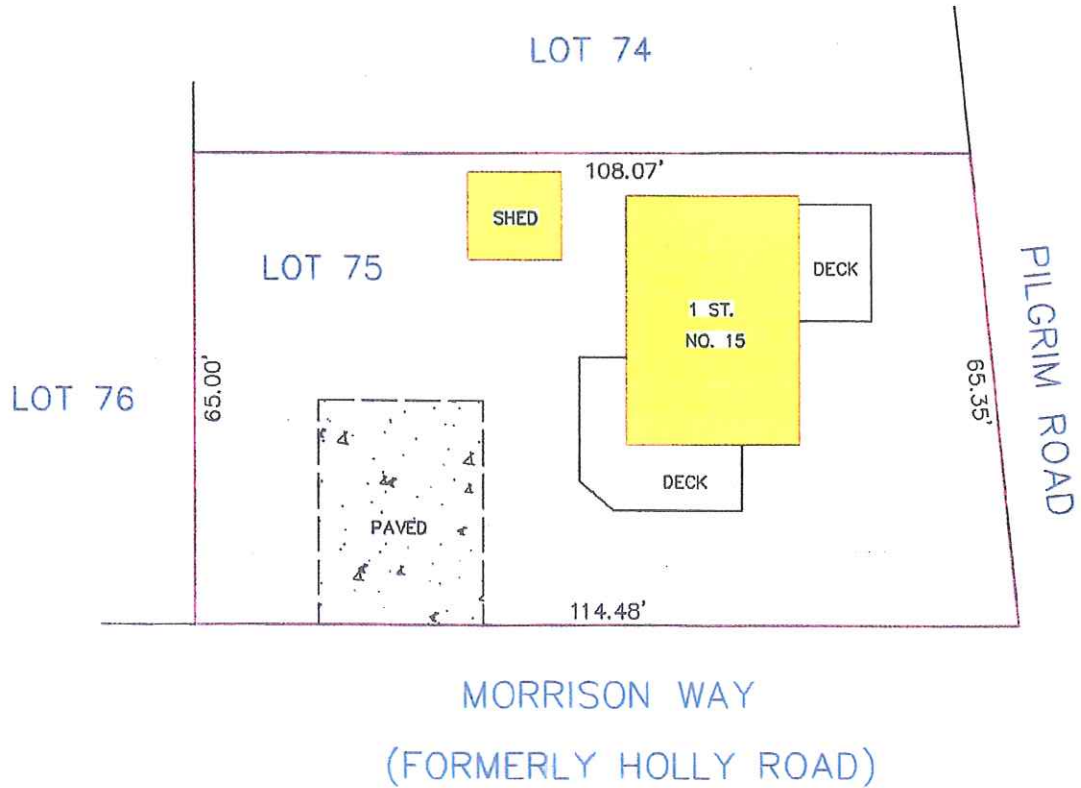 LOT 74
108.07'
SHED
LOT 75
DECK
1 ST.
NO. 15
PILGRIM ROAD
65.00'
65.35'
LOT 76
DECK
PAVED
114.48'
MORRISON WAY
(FORMERLY HOLLY ROAD)